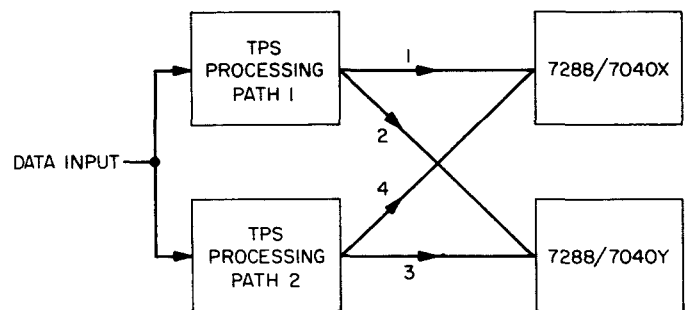 TPS
PROCESSING
PATH 1
1
7288/7040X
2
DATA INPUT
4
TPS
PROCESSING
PATH 2
3
7288/7040Y